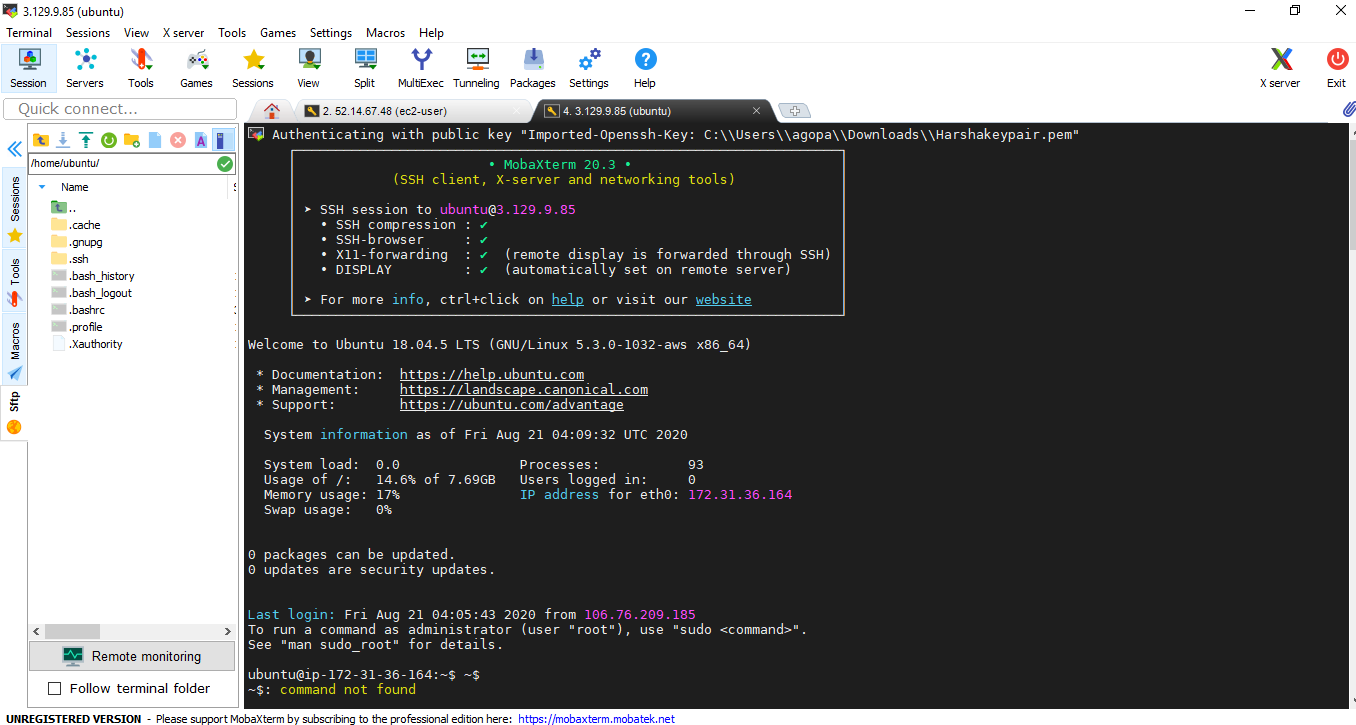 3.129.9.85 (ubuntu)
Terminal Sessions View X server Tools Games Settings Macros Help
Session Servers Tools Games Sessions View Split MultiExec Tunneling Packages Settings Help X server Exit
Quick connect...
2. 52.14.67.48 (ec2-user)
4. 3.129.9.85 (ubuntu)
Sessions
Tools
Macros
Sftp
/home/ubuntu/
Name
..
.cache
.gnupg
.ssh
.bash_history
.bash_logout
.bashrc
.profile
.Xauthority
Remote monitoring
Follow terminal folder
Authenticating with public key "Imported-Openssh-Key: C:\\Users\\agopa\\Downloads\\Harshakeypair.pem"
• MobaXterm 20.3 •
(SSH client, X-server and networking tools)
➤ SSH session to ubuntu@3.129.9.85
• SSH compression : ✔
• SSH-browser : ✔
• X11-forwarding : ✔ (remote display is forwarded through SSH)
• DISPLAY : ✔ (automatically set on remote server)
➤ For more info, ctrl+click on help or visit our website
Welcome to Ubuntu 18.04.5 LTS (GNU/Linux 5.3.0-1032-aws x86_64)
* Documentation: https://help.ubuntu.com
* Management: https://landscape.canonical.com
* Support: https://ubuntu.com/advantage
System information as of Fri Aug 21 04:09:32 UTC 2020
System load: 0.0 Processes: 93
Usage of /: 14.6% of 7.69GB Users logged in: 0
Memory usage: 17% IP address for eth0: 172.31.36.164
Swap usage: 0%
0 packages can be updated.
0 updates are security updates.
Last login: Fri Aug 21 04:05:43 2020 from 106.76.209.185
To run a command as administrator (user "root"), use "sudo <command>".
See "man sudo_root" for details.
ubuntu@ip-172-31-36-164:~$ ~$
~$: command not found
UNREGISTERED VERSION - Please support MobaXterm by subscribing to the professional edition here: https://mobaxterm.mobatek.net